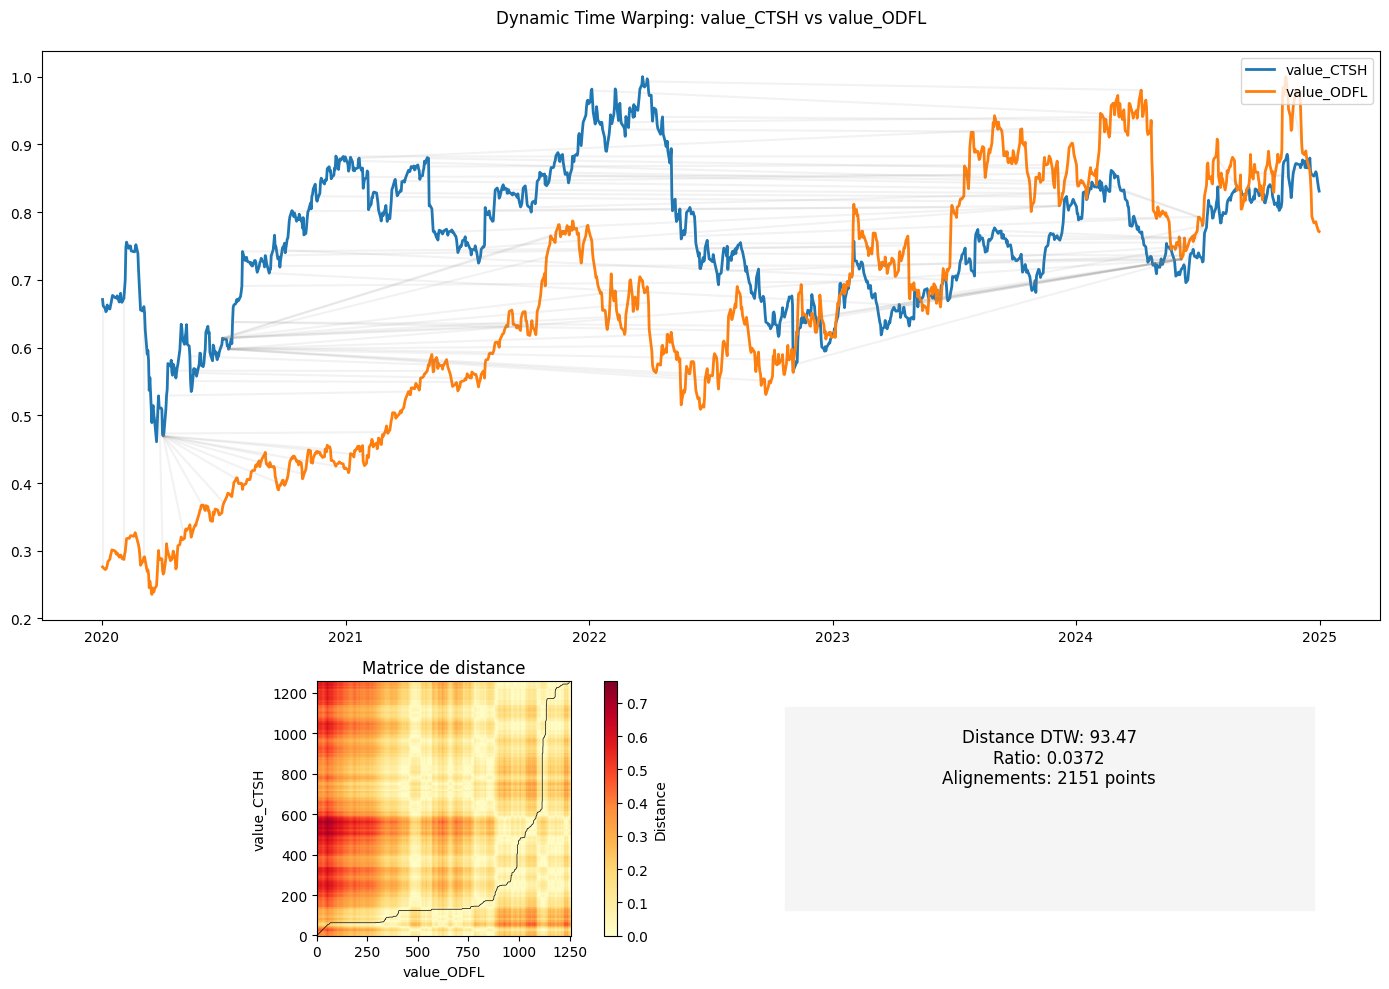 Dynamic Time Warping: value_CTSH vs value_ODFL
value_CTSH
value_ODFL
1.0
0.9
0.8
0.7
0.6
0.5
0.4
0.3
0.2
2020 2021 2022 2023 2024 2025
Matrice de distance
1200
1000
800
600
400
200
0
value_CTSH
0 250 500 750 1000 1250
value_ODFL
0.7
0.6
0.5
0.4
0.3
0.2
0.1
0.0
Distance
Distance DTW: 93.47
Ratio: 0.0372
Alignements: 2151 points